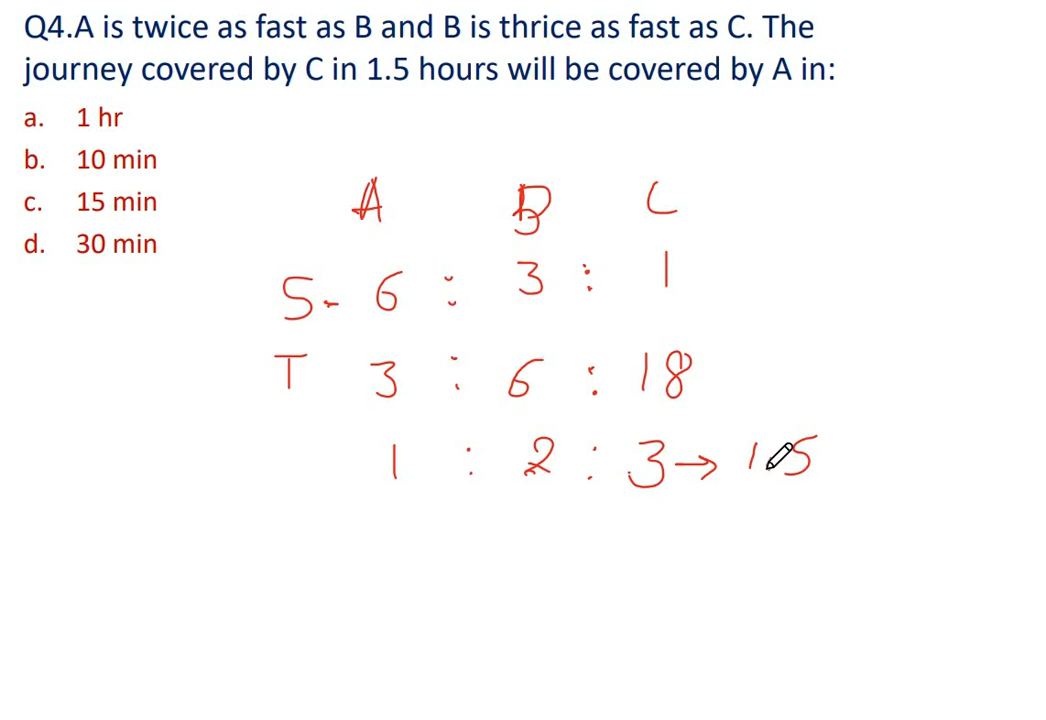 Q4.A is twice as fast as B and B is thrice as fast as C. The
journey covered by C in 1.5 hours will be covered by A in:
a. 1 hr
b. 10 min
c. 15 min
d. 30 min
A B C
S- 6 : 3 : 1
T 3 : 6 : 18
1 : 2 : 3 → 1.5